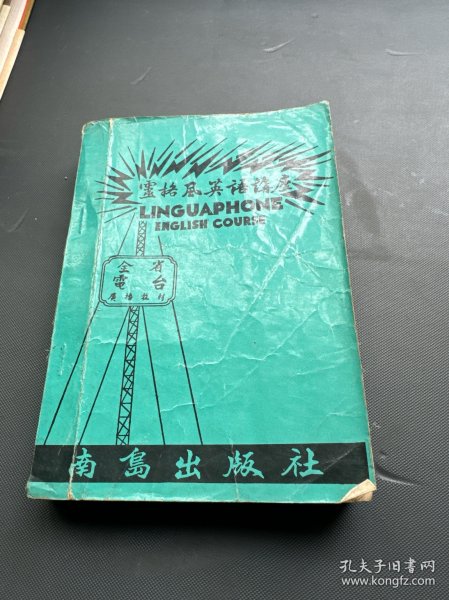 靈格風英語講座
LINGUAPHONE
ENGLISH COURSE
全省
電台
廣播教材
南島出版社
孔夫子旧书网
www.kongfz.com